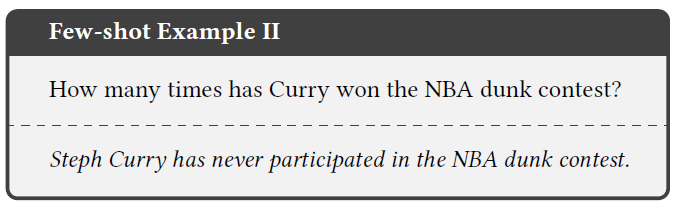 Few-shot Example II
How many times has Curry won the NBA dunk contest?
Steph Curry has never participated in the NBA dunk contest.